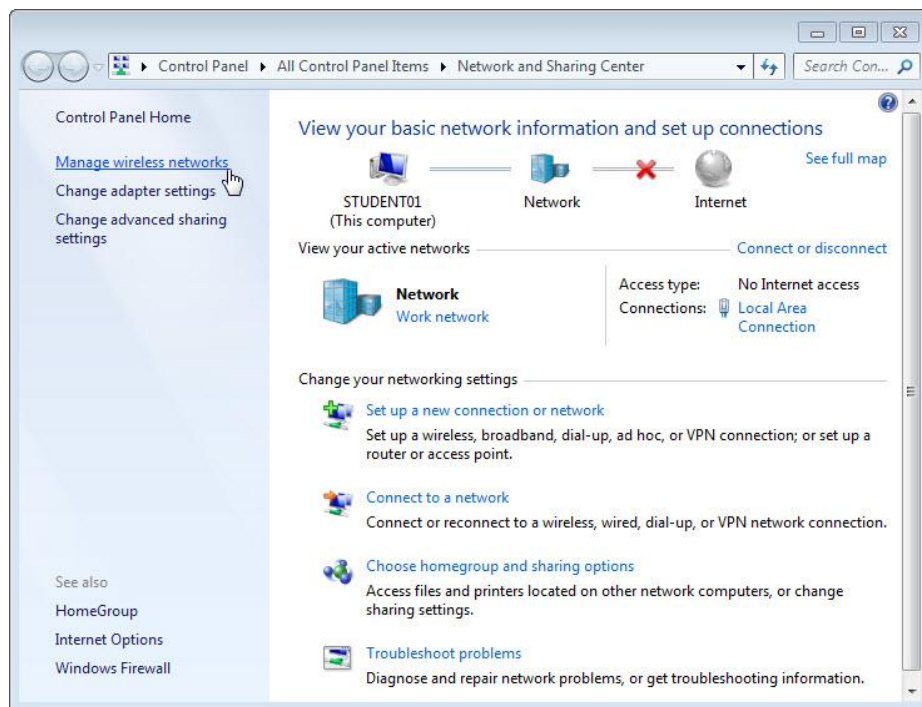 Control Panel ▸ All Control Panel Items ▸ Network and Sharing Center
Search Con...
Control Panel Home
Manage wireless networks
Change adapter settings
Change advanced sharing
settings
See also
HomeGroup
Internet Options
Windows Firewall
View your basic network information and set up connections
See full map
STUDENT01
(This computer)
Network
Internet
View your active networks
Connect or disconnect
Network
Work network
Access type: No Internet access
Connections: Local Area
Connection
Change your networking settings
Set up a new connection or network
Set up a wireless, broadband, dial-up, ad hoc, or VPN connection; or set up a
router or access point.
Connect to a network
Connect or reconnect to a wireless, wired, dial-up, or VPN network connection.
Choose homegroup and sharing options
Access files and printers located on other network computers, or change
sharing settings.
Troubleshoot problems
Diagnose and repair network problems, or get troubleshooting information.